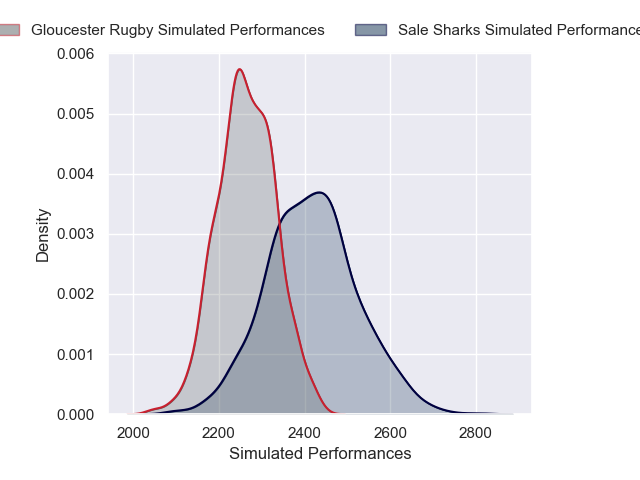 Gloucester Rugby Simulated Performances Sale Sharks Simulated Performance
0.006
0.005
0.004
0.003
0.002
0.001
0.000
Density
2000 2200 2400 2600 2800
Simulated Performances